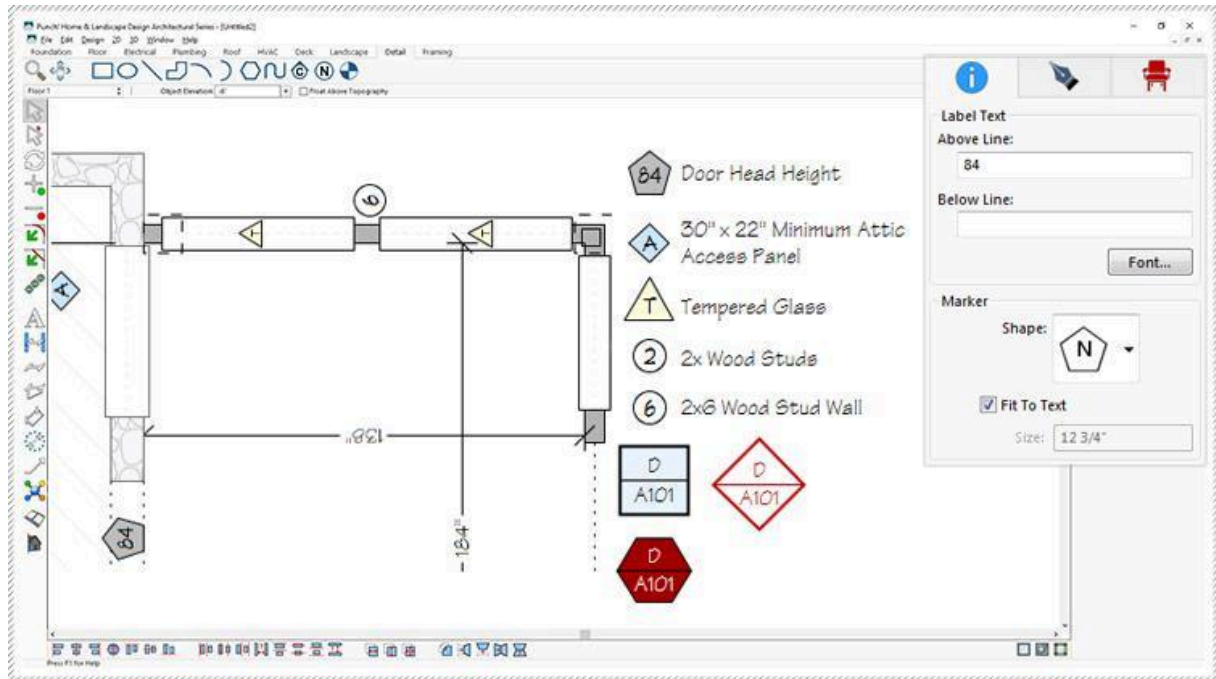 Punch! Home & Landscape Design Architectural Series - [Untitled2]
File Edit Design 2D 3D Window Help
Foundation Floor Electrical Plumbing Roof HVAC Deck Landscape Detail Framing
C N
Floor 1 Object Elevation: 4' Float Above Topography
Label Text
Above Line:
84
Below Line:
Font...
Marker
Shape: N
Fit To Text
Size: 12 3/4"
84 Door Head Height
A 30" x 22" Minimum Attic
Access Panel
T Tempered Glass
2 2x Wood Studs
6 2x6 Wood Stud Wall
D
A101
D
A101
D
A101
6
T T
A
138"
184"
84
Press F1 for Help